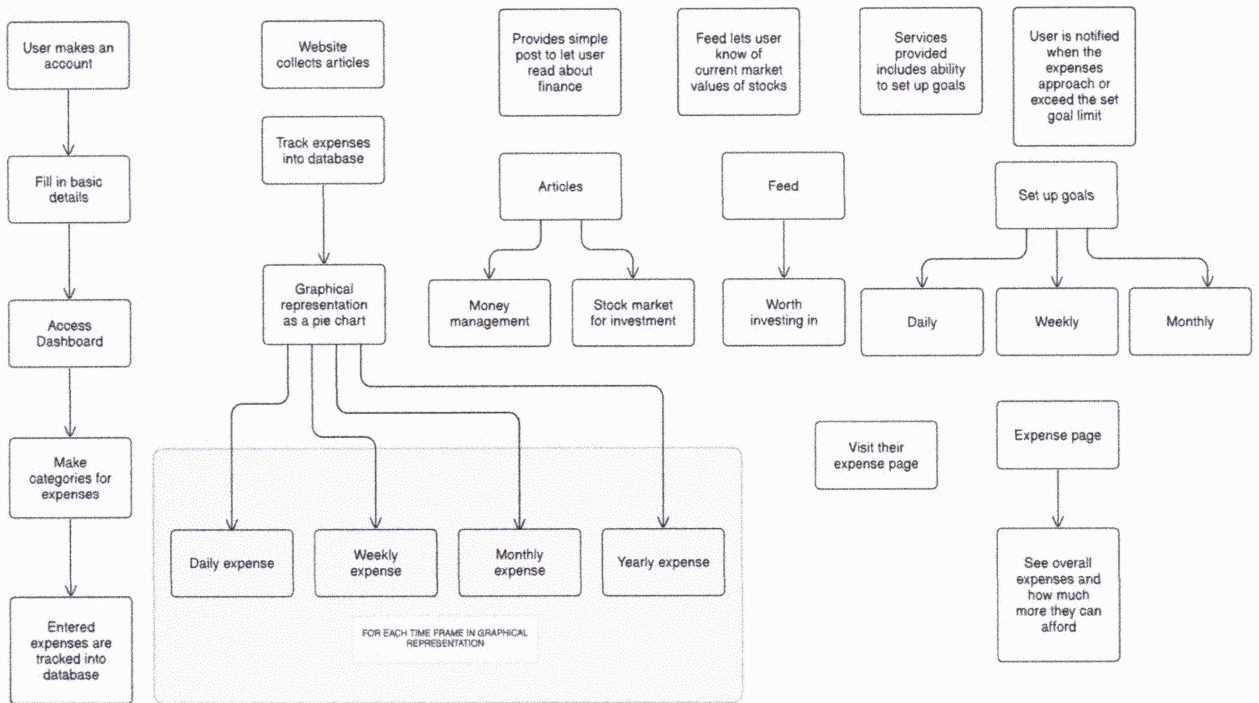 User makes an
account
Website
collects articles
Provides simple
post to let user
read about
finance
Feed lets user
know of
current market
values of stocks
Services
provided
includes ability
to set up goals
User is notified
when the
expenses
approach or
exceed the set
goal limit
Fill in basic
details
Track expenses
into database
Articles
Feed
Set up goals
Access
Dashboard
Graphical
representation
as a pie chart
Money
management
Stock market
for investment
Worth
investing in
Daily
Weekly
Monthly
Make
categories for
expenses
Visit their
expense page
Expense page
Daily expense
Weekly
expense
Monthly
expense
Yearly expense
See overall
expenses and
how much
more they can
afford
Entered
expenses are
tracked into
database
FOR EACH TIME FRAME IN GRAPHICAL
REPRESENTATION